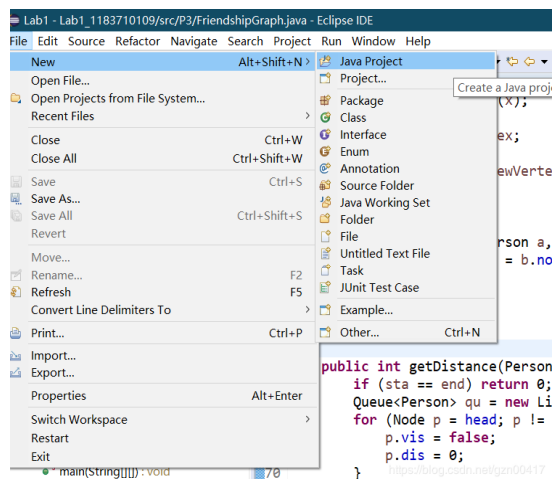 Lab1 - Lab1_1183710109/src/P3/FriendshipGraph.java - Eclipse IDE
File Edit Source Refactor Navigate Search Project Run Window Help
New Alt+Shift+N >
Open File...
Open Projects from File System...
Recent Files >
Close Ctrl+W
Close All Ctrl+Shift+W
Save Ctrl+S
Save As...
Save All Ctrl+Shift+S
Revert
Move...
Rename... F2
Refresh F5
Convert Line Delimiters To >
Print... Ctrl+P
Import...
Export...
Properties Alt+Enter
Switch Workspace >
Restart
Exit
Java Project
Project...
Package
Class
Interface
Enum
Annotation
Source Folder
Java Working Set
Folder
File
Untitled Text File
Task
JUnit Test Case
Example...
Other... Ctrl+N
Create a Java proj
(x);
ex;
ewVerte
rson a,
= b.no
public int getDistance(Person
if (sta == end) return 0;
Queue<Person> qu = new Li
for (Node p = head; p !=
p.vis = false;
p.dis = 0;
}
main(String[]) : void
70
https://blog.csdn.net/gzn00417